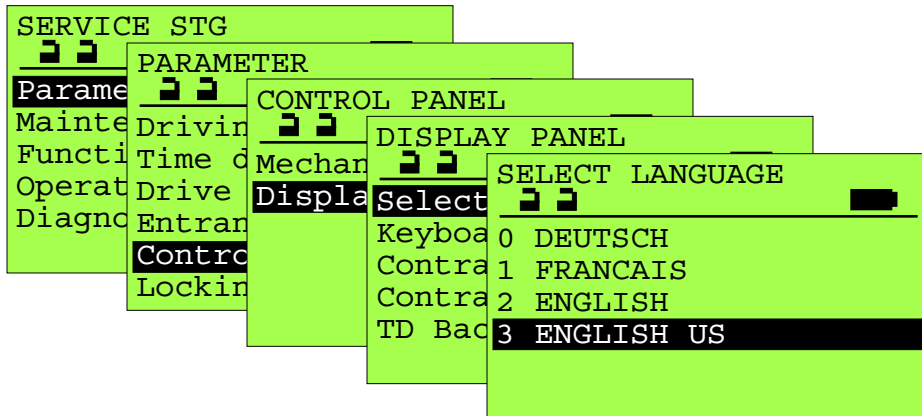 SERVICE STG
Parame
Mainte
Functi
Operat
Diagno
PARAMETER
Drivin
Time d
Drive
Entran
Contro
Lockin
CONTROL PANEL
Mechan
Displa
DISPLAY PANEL
Select
Keyboa
Contra
Contra
TD Bac
SELECT LANGUAGE
0 DEUTSCH
1 FRANCAIS
2 ENGLISH
3 ENGLISH US